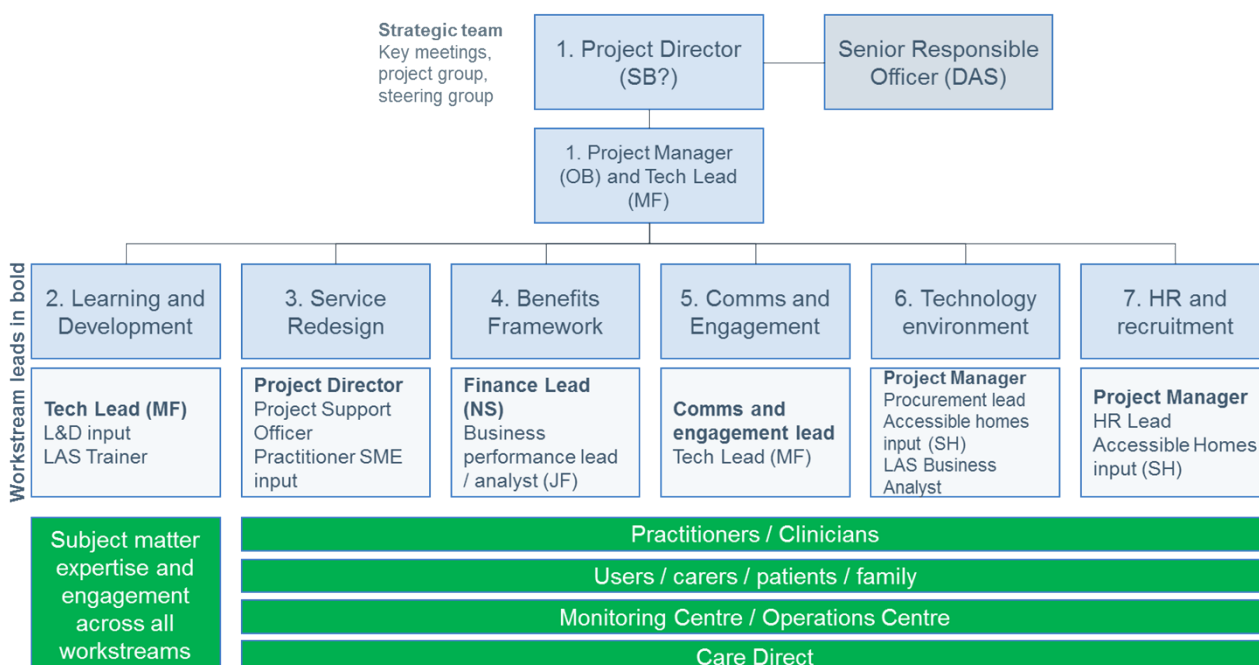 Strategic team
Key meetings,
project group,
steering group
1. Project Director
(SB?)
Senior Responsible
Officer (DAS)
1. Project Manager
(OB) and Tech Lead
(MF)
Workstream leads in bold
2. Learning and
Development
3. Service
Redesign
4. Benefits
Framework
5. Comms and
Engagement
6. Technology
environment
7. HR and
recruitment
Tech Lead (MF)
L&D input
LAS Trainer
Project Director
Project Support
Officer
Practitioner SME
input
Finance Lead
(NS)
Business
performance lead
/ analyst (JF)
Comms and
engagement lead
Tech Lead (MF)
Project Manager
Procurement lead
Accessible homes
input (SH)
LAS Business
Analyst
Project Manager
HR Lead
Accessible Homes
input (SH)
Subject matter
expertise and
engagement
across all
workstreams
Practitioners / Clinicians
Users / carers / patients / family
Monitoring Centre / Operations Centre
Care Direct